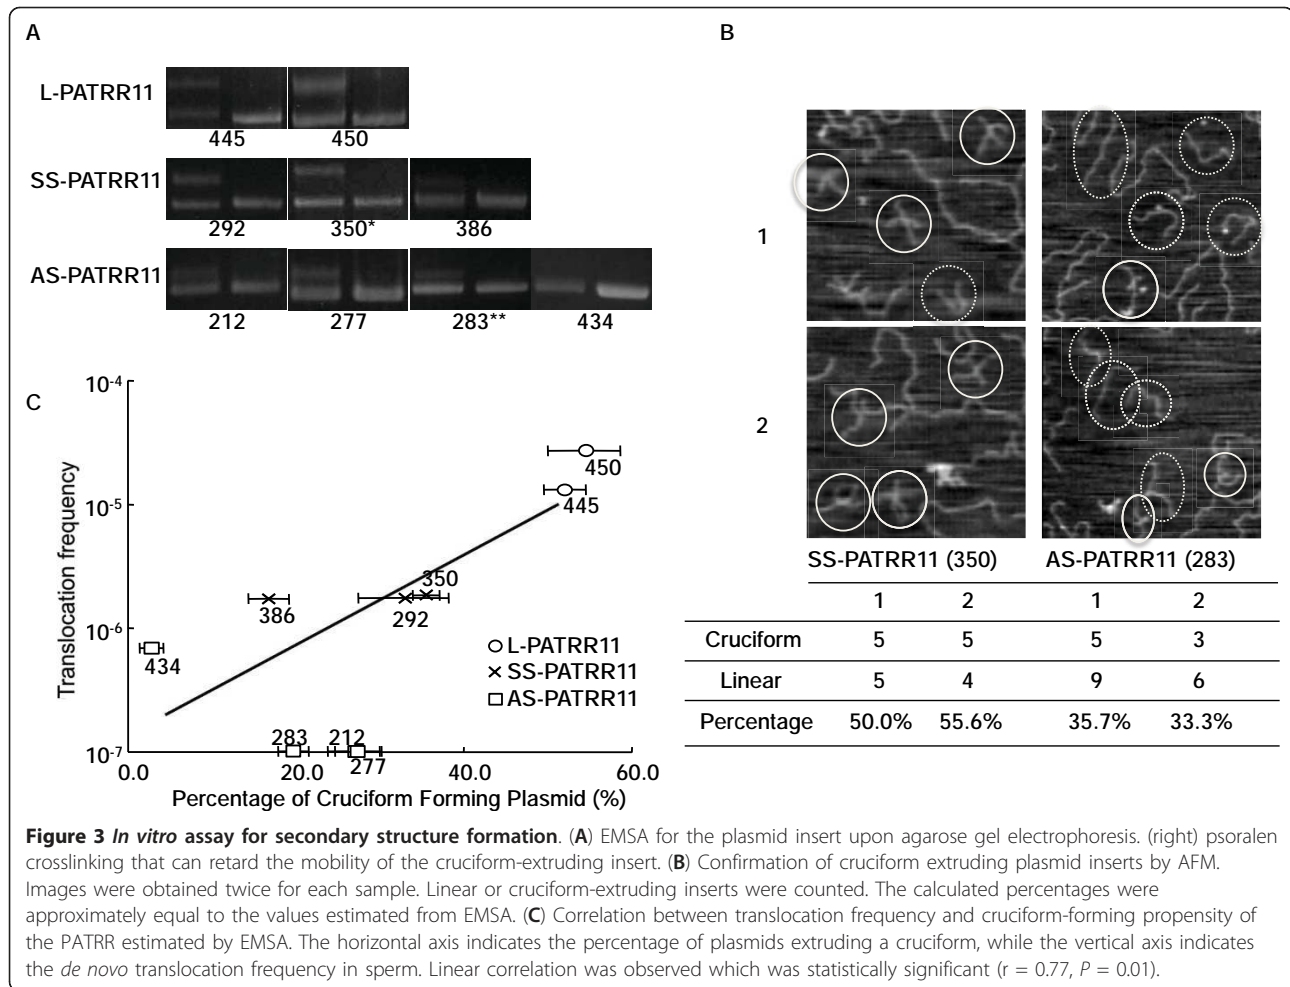 A
L-PATRR11
445 450
SS-PATRR11
292 350* 386
AS-PATRR11
212 277 283** 434
B
1
2
SS-PATRR11 (350) AS-PATRR11 (283)
1 2 1 2
Cruciform 5 5 5 3
Linear 5 4 9 6
Percentage 50.0% 55.6% 35.7% 33.3%
C
Translocation frequency
10-4
10-5
10-6
10-7
450
445
350
386
292
434
283 212
277
L-PATRR11
SS-PATRR11
AS-PATRR11
0.0 20.0 40.0 60.0
Percentage of Cruciform Forming Plasmid (%)
Figure 3 In vitro assay for secondary structure formation. (A) EMSA for the plasmid insert upon agarose gel electrophoresis. (right) psoralen
crosslinking that can retard the mobility of the cruciform-extruding insert. (B) Confirmation of cruciform extruding plasmid inserts by AFM.
Images were obtained twice for each sample. Linear or cruciform-extruding inserts were counted. The calculated percentages were
approximately equal to the values estimated from EMSA. (C) Correlation between translocation frequency and cruciform-forming propensity of
the PATRR estimated by EMSA. The horizontal axis indicates the percentage of plasmids extruding a cruciform, while the vertical axis indicates
the de novo translocation frequency in sperm. Linear correlation was observed which was statistically significant (r = 0.77, P = 0.01).